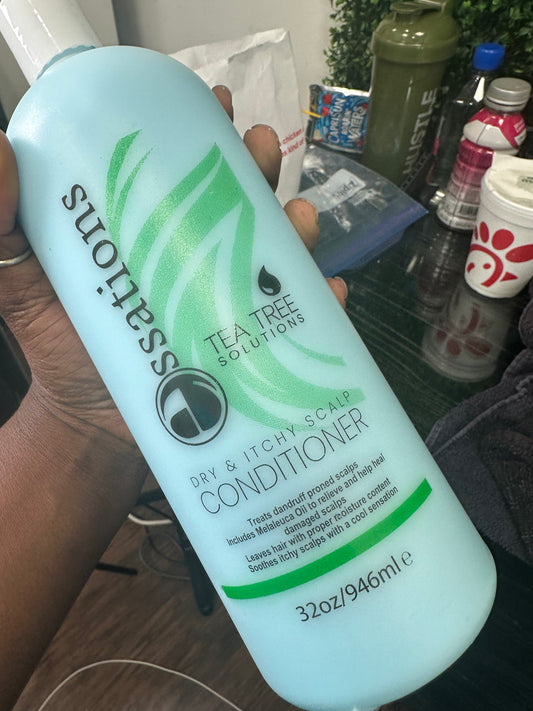 ssations
TEA TREE
SOLUTIONS
DRY & ITCHY SCALP
CONDITIONER
Treats dandruff proned scalps
Includes Melaleuca Oil to relieve and help heal
damaged scalps
Leaves hair with proper moisture content
Soothes itchy scalps with a cool sensation
32oz/946ml e
chicken
HUSTLE